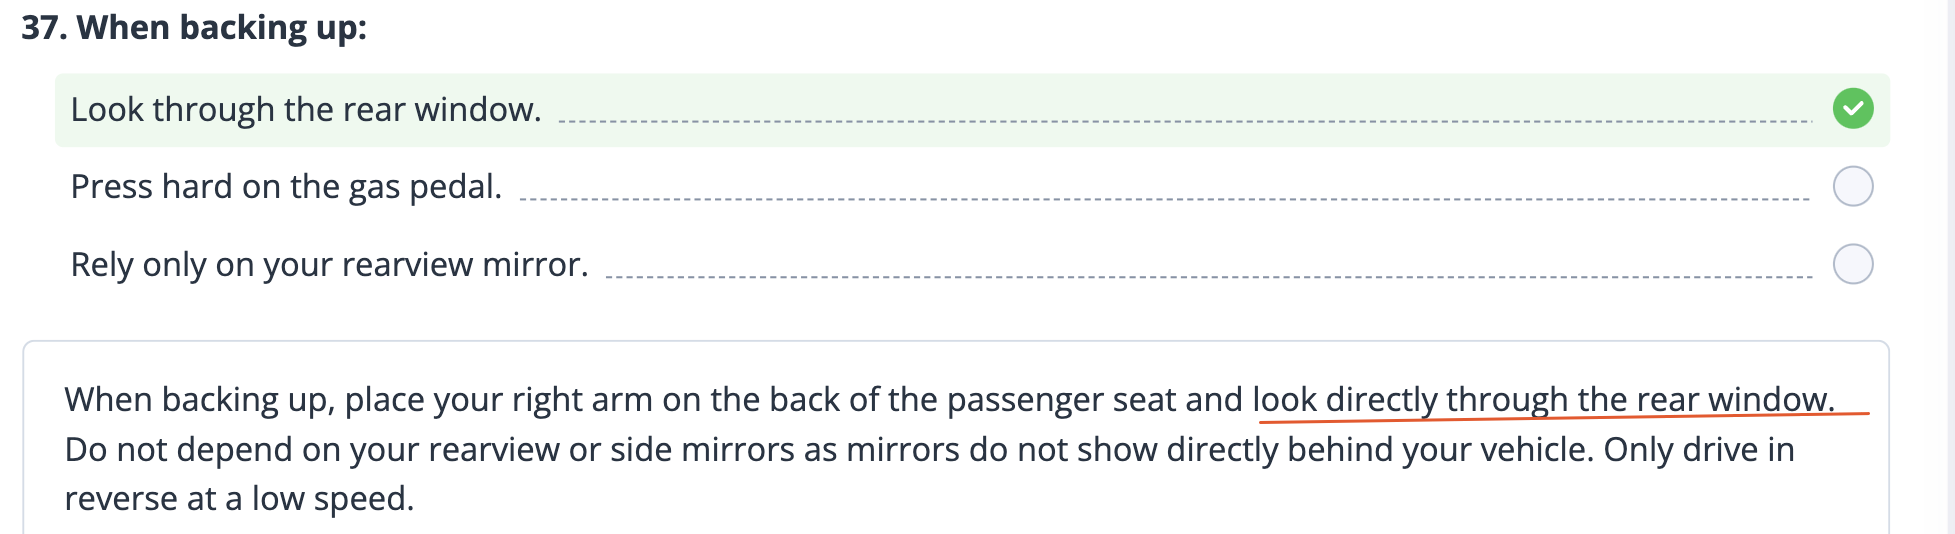 37. When backing up:
Look through the rear window.
Press hard on the gas pedal.
Rely only on your rearview mirror.
When backing up, place your right arm on the back of the passenger seat and look directly through the rear window.
Do not depend on your rearview or side mirrors as mirrors do not show directly behind your vehicle. Only drive in
reverse at a low speed.